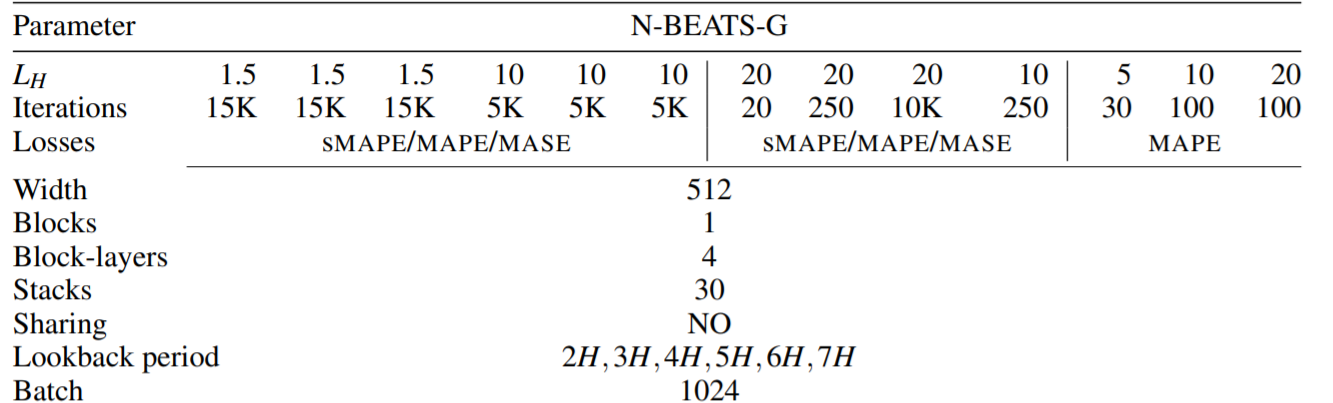 Parameter N-BEATS-G
L_H 1.5 1.5 1.5 10 10 10 20 20 20 10 5 10 20
Iterations 15K 15K 15K 5K 5K 5K 20 250 10K 250 30 100 100
Losses sMAPE/MAPE/MASE sMAPE/MAPE/MASE MAPE
Width 512
Blocks 1
Block-layers 4
Stacks 30
Sharing NO
Lookback period 2H,3H,4H,5H,6H,7H
Batch 1024